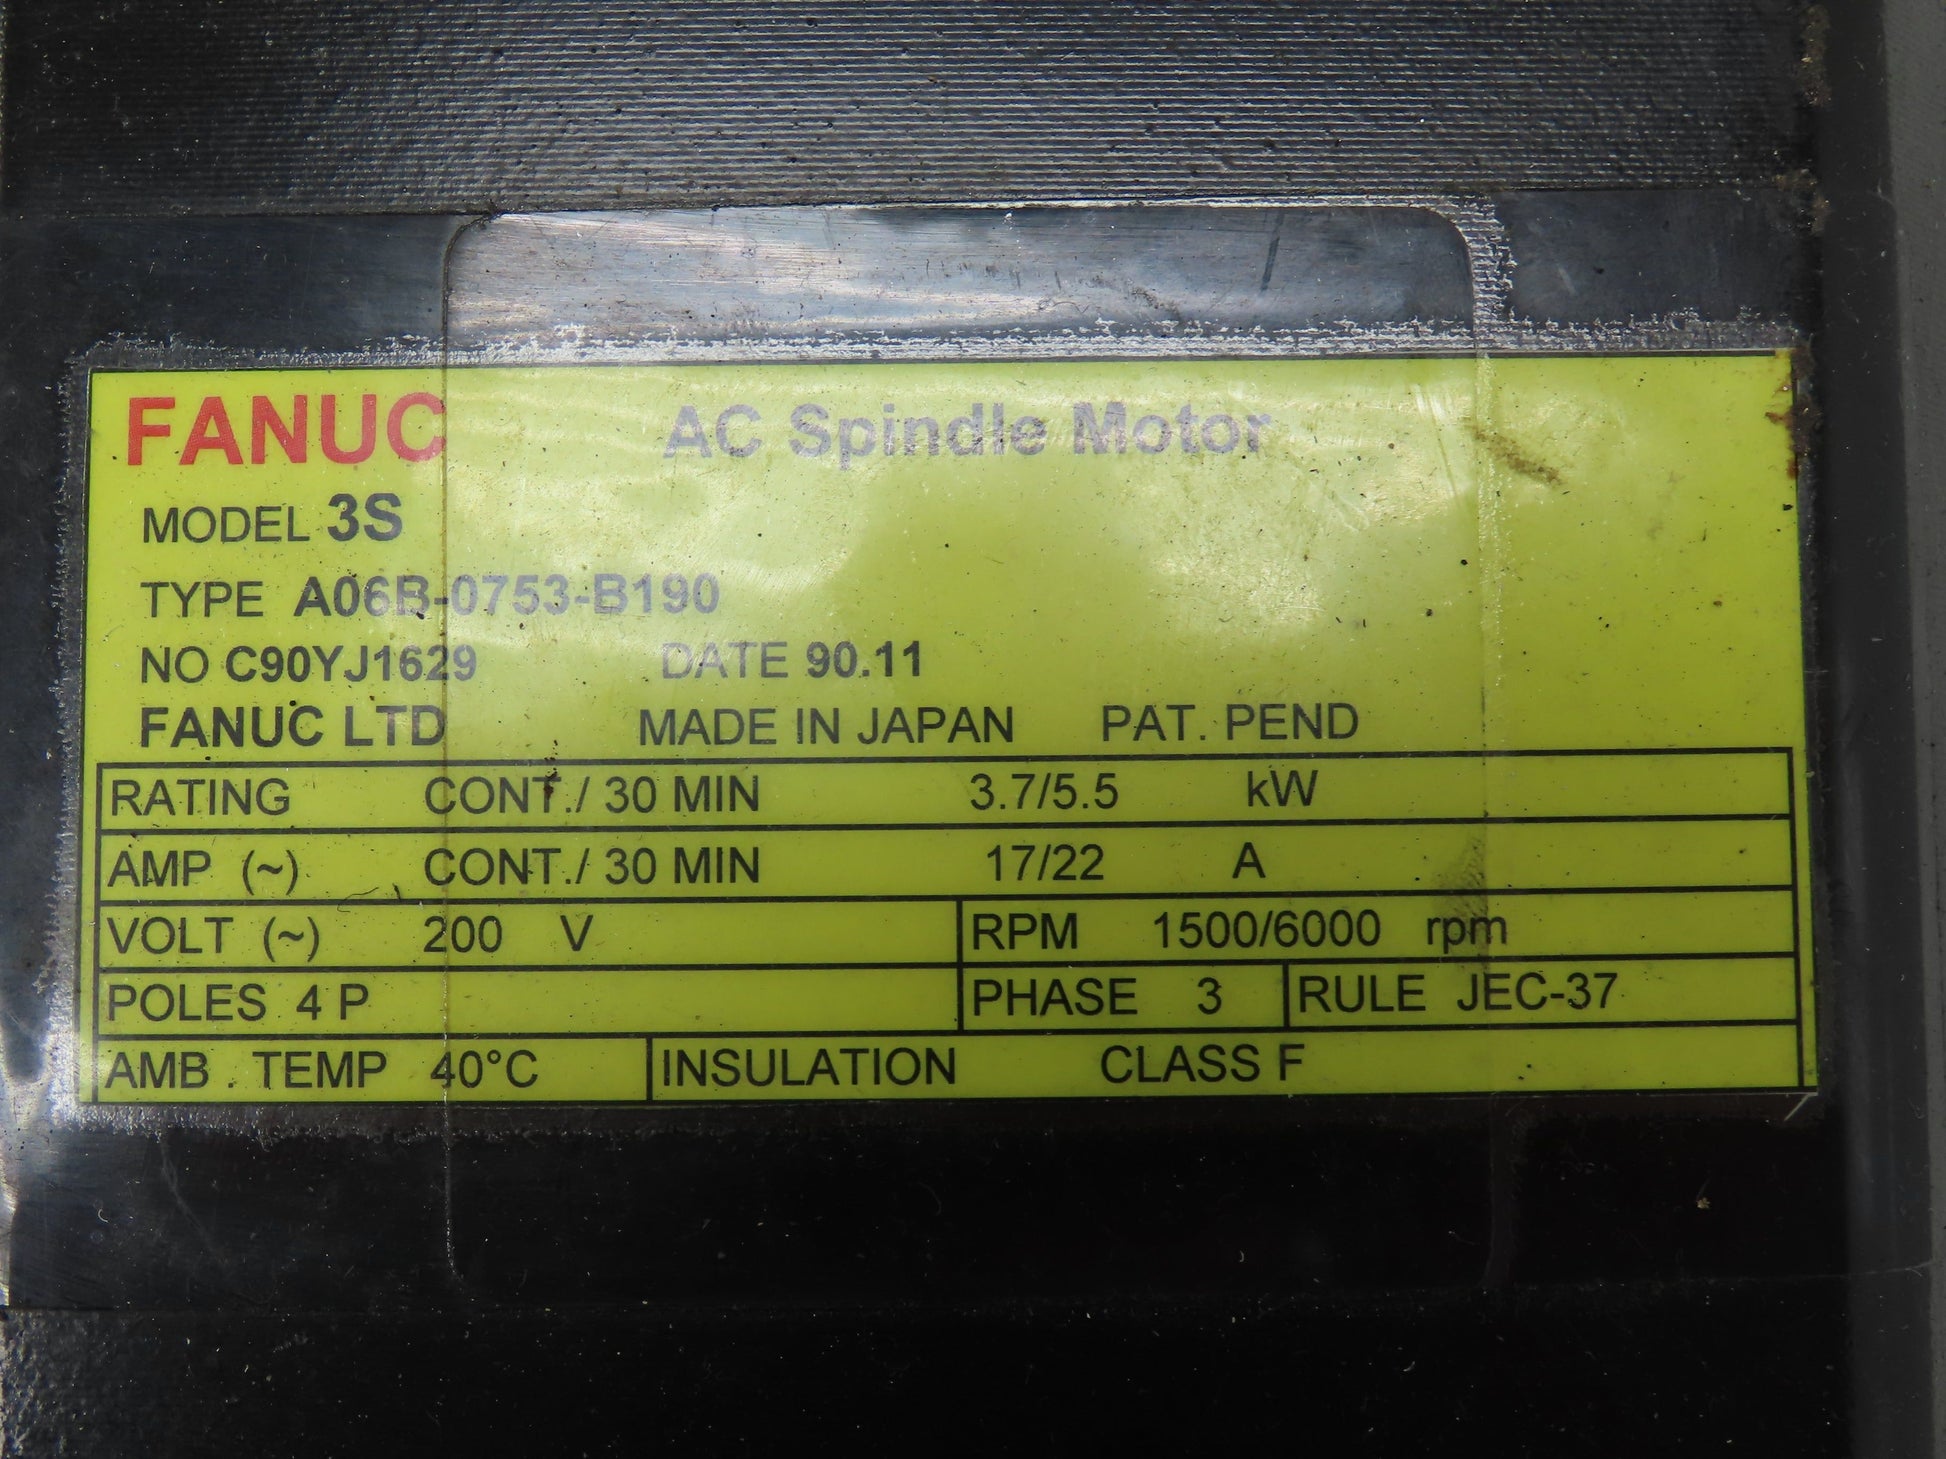 FANUC AC Spindle Motor
MODEL 3S
TYPE A06B-0753-B190
NO C90YJ1629 DATE 90.11
FANUC LTD MADE IN JAPAN PAT. PEND
RATING CONT./ 30 MIN 3.7/5.5 kW
AMP (~) CONT./ 30 MIN 17/22 A
VOLT (~) 200 V RPM 1500/6000 rpm
POLES 4 P PHASE 3 RULE JEC-37
AMB . TEMP 40°C INSULATION CLASS F